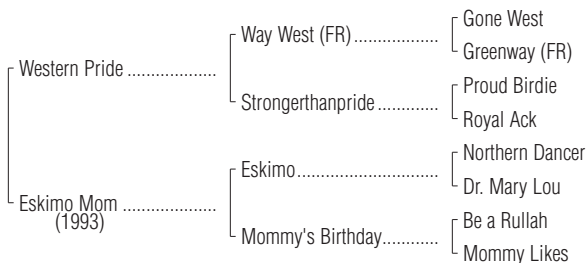 Gone West
Way West (FR)...................
Greenway (FR)
Western Pride ....................
Proud Birdie
Strongerthanpride..............
Royal Ack
Northern Dancer
Eskimo................................
Dr. Mary Lou
Eskimo Mom .....................
(1993)
Be a Rullah
Mommy's Birthday............
Mommy Likes